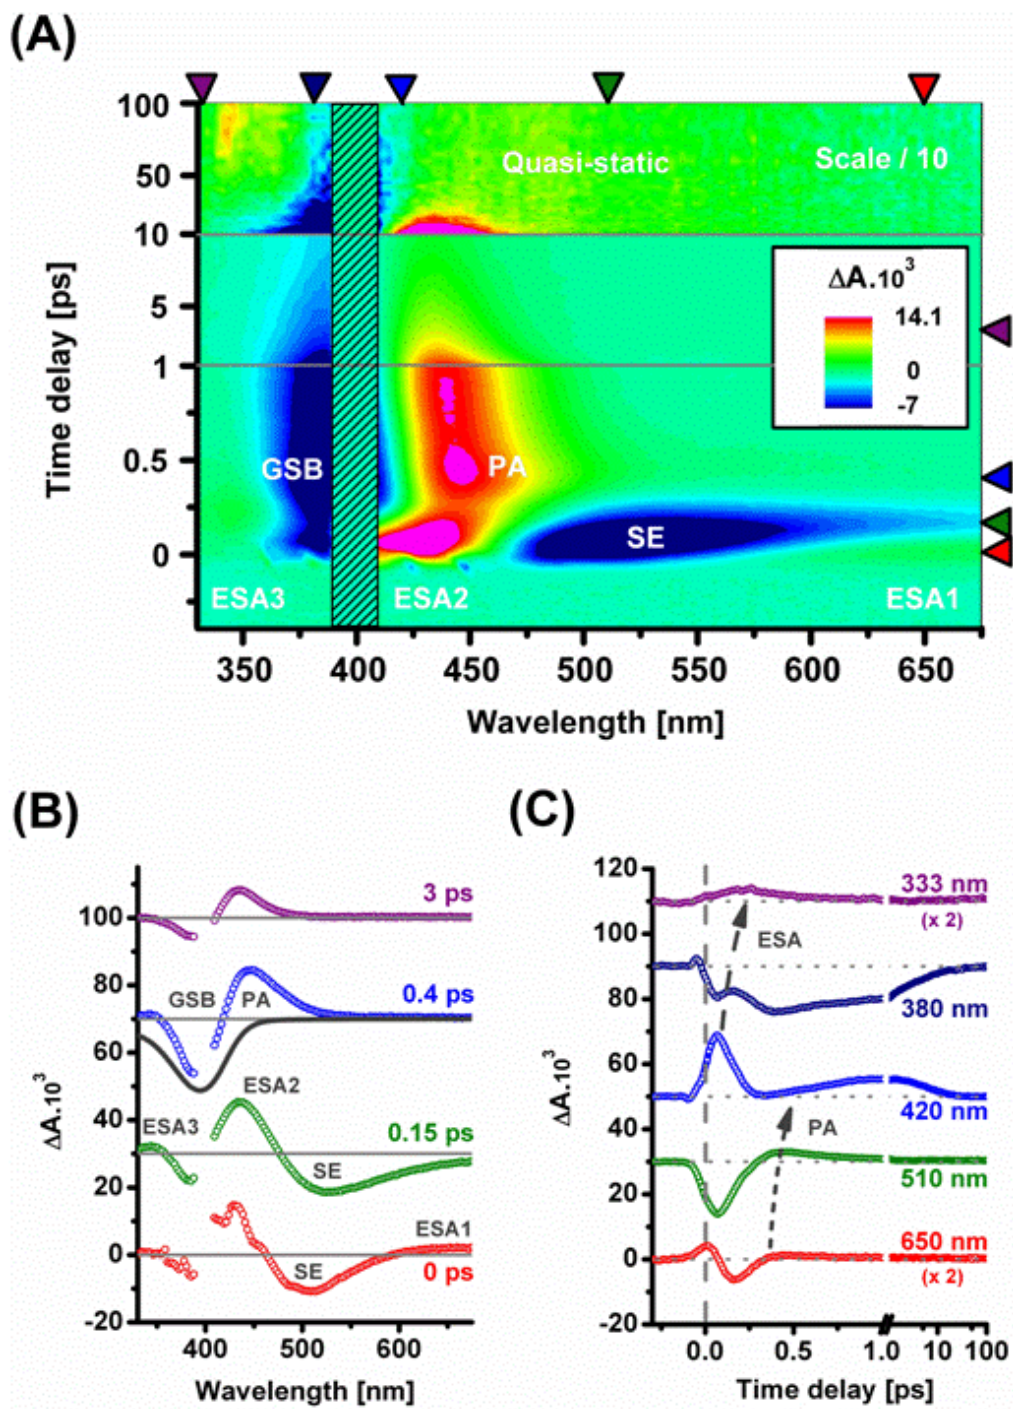 (A)
100
50
10
5
1
0.5
0
Time delay [ps]
Quasi-static
Scale / 10
ΔA.10³
14.1
0
-7
GSB
PA
SE
ESA3
ESA2
ESA1
350
400
450
500
550
600
650
Wavelength [nm]
(B)
100
80
60
40
20
0
-20
ΔA.10³
3 ps
GSB
PA
0.4 ps
ESA2
ESA3
0.15 ps
SE
ESA1
SE
0 ps
400
500
600
Wavelength [nm]
(C)
120
100
80
60
40
20
0
-20
ΔA.10³
333 nm
(x 2)
ESA
380 nm
420 nm
PA
510 nm
650 nm
(x 2)
0.0
0.5
1.0
10
100
Time delay [ps]